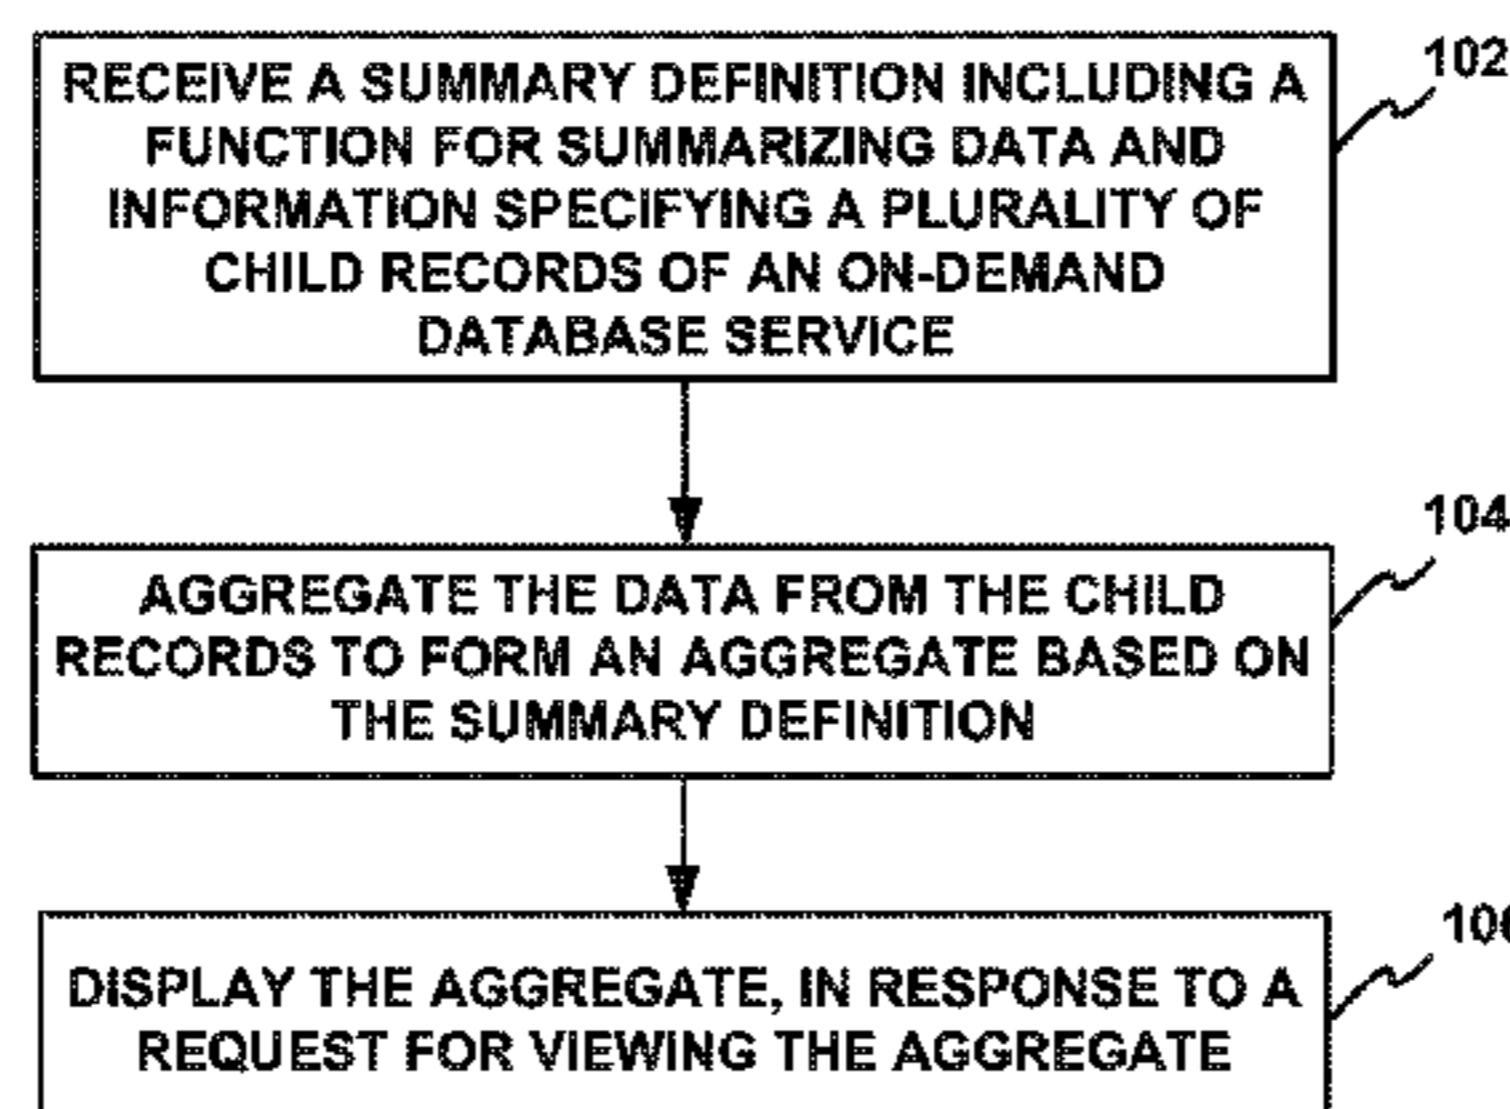 RECEIVE A SUMMARY DEFINITION INCLUDING A
FUNCTION FOR SUMMARIZING DATA AND
INFORMATION SPECIFYING A PLURALITY OF
CHILD RECORDS OF AN ON-DEMAND
DATABASE SERVICE
102
AGGREGATE THE DATA FROM THE CHILD
RECORDS TO FORM AN AGGREGATE BASED ON
THE SUMMARY DEFINITION
104
DISPLAY THE AGGREGATE, IN RESPONSE TO A
REQUEST FOR VIEWING THE AGGREGATE